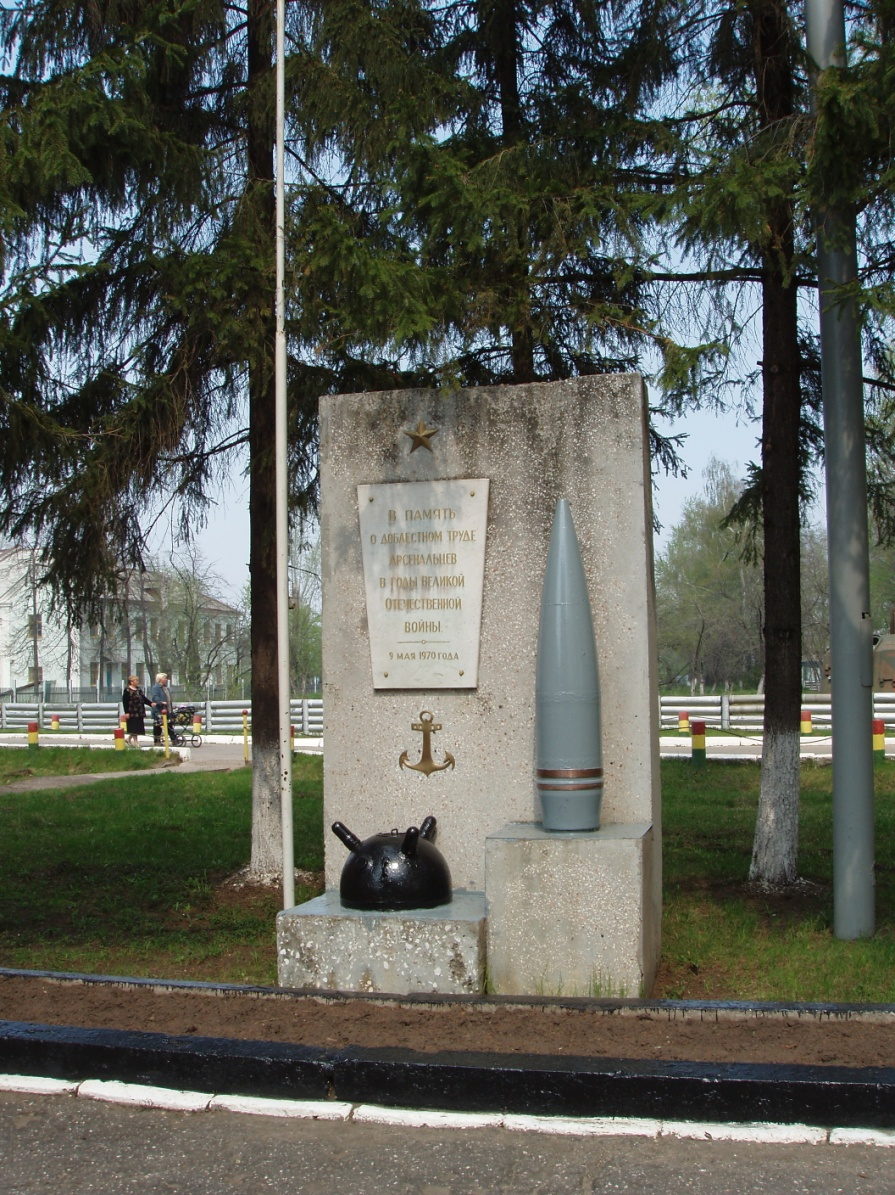 В ПАМЯТЬ
О ДОБЛЕСТНОМ ТРУДЕ
АРСЕНАЛЬЦЕВ
В ГОДЫ ВЕЛИКОЙ
ОТЕЧЕСТВЕННОЙ
ВОЙНЫ.
9 МАЯ 1970 ГОДА